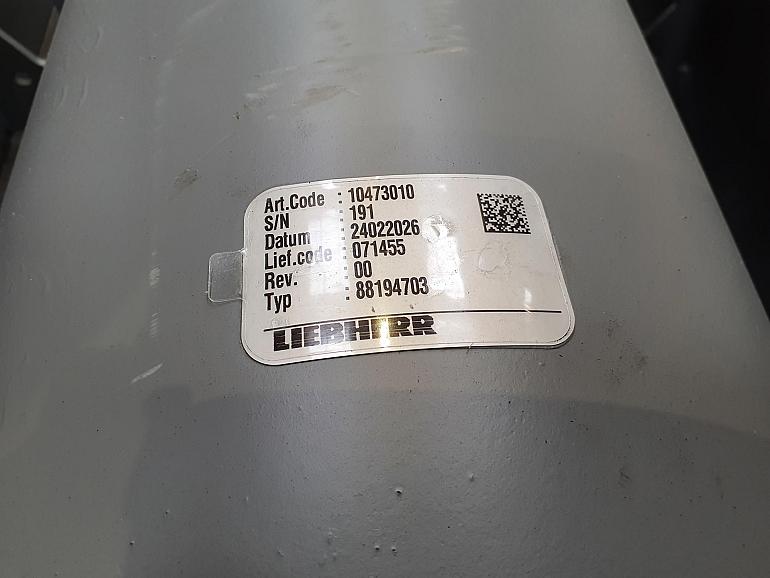 Art.Code : 10473010
S/N : 191
Datum : 24022026
Lief.code : 071455
Rev. : 00
Typ : 88194703
LIEBHERR